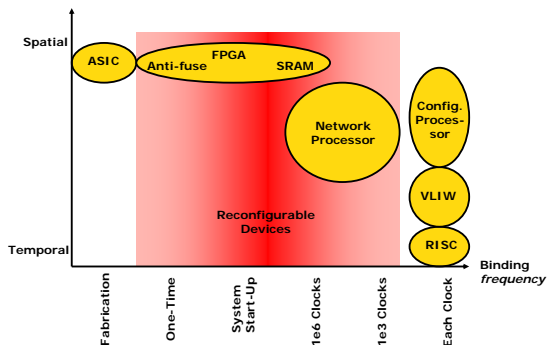 Spatial
ASIC
FPGA
Anti-fuse
SRAM
Network
Processor
Config.
Proces-
sor
VLIW
RISC
Reconfigurable
Devices
Temporal
Binding
frequency
Fabrication
One-Time
System
Start-Up
1e6 Clocks
1e3 Clocks
Each Clock